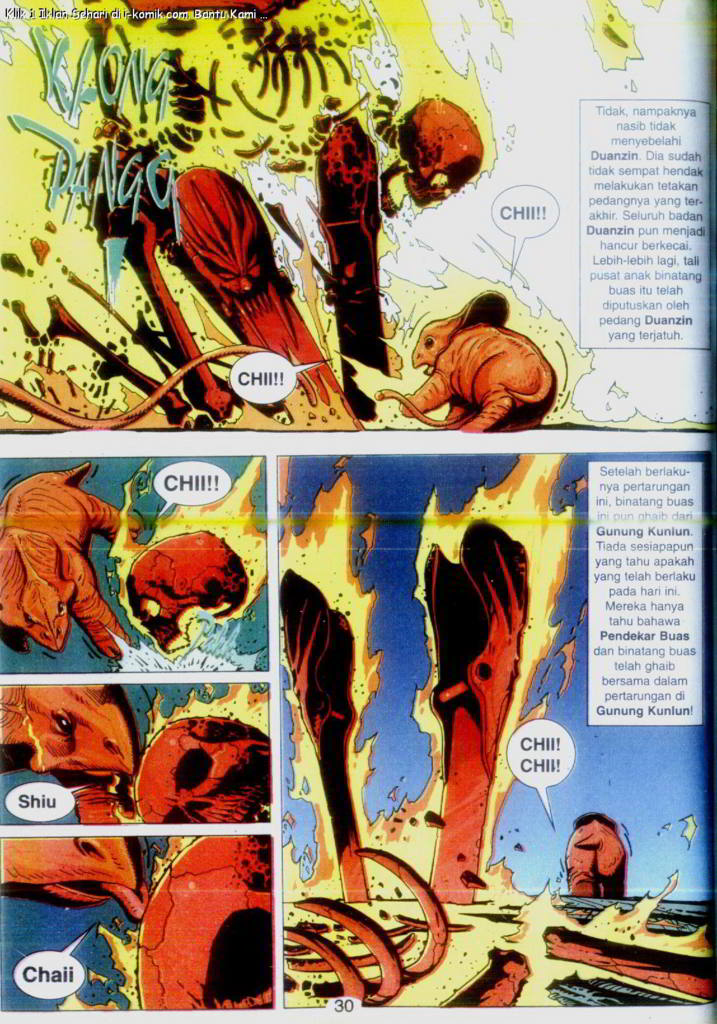 Klik 1 Iklan Sehari di i-komik.com, Bantu Kami ...
KLONG
DANGG
!
Tidak, nampaknya
nasib tidak
menyebelahi
Duanzin. Dia sudah
tidak sempat hendak
melakukan tetakan
pedangnya yang ter-
akhir. Seluruh badan
Duanzin pun menjadi
hancur berkecai.
Lebih-lebih lagi, tali
pusat anak binatang
buas itu telah
diputuskan oleh
pedang Duanzin
yang terjatuh.
CHII!!
CHII!!
CHII!!
Shiu
Chaii
Setelah berlaku-
nya pertarungan
ini, binatang buas
ini pun ghaib dari
Gunung Kunlun.
Tiada sesiapapun
yang tahu apakah
yang telah berlaku
pada hari ini.
Mereka hanya
tahu bahawa
Pendekar Buas
dan binatang buas
telah ghaib
bersama dalam
pertarungan di
Gunung Kunlun!
CHII!
CHII!
30